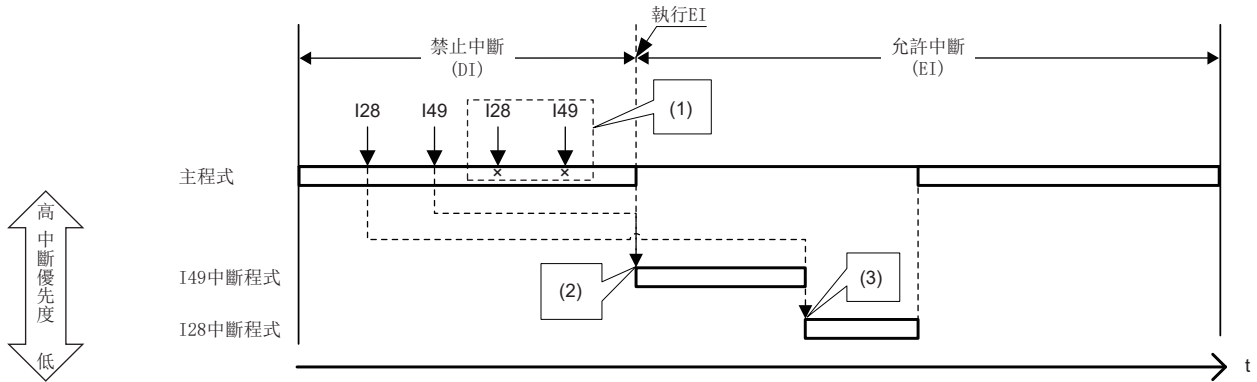 執行EI
禁止中斷
(DI)
允許中斷
(EI)
I28
I49
I28
I49
(1)
主程式
× ×
高
中斷優先度
低
I49中斷程式
(2)
(3)
I28中斷程式
t